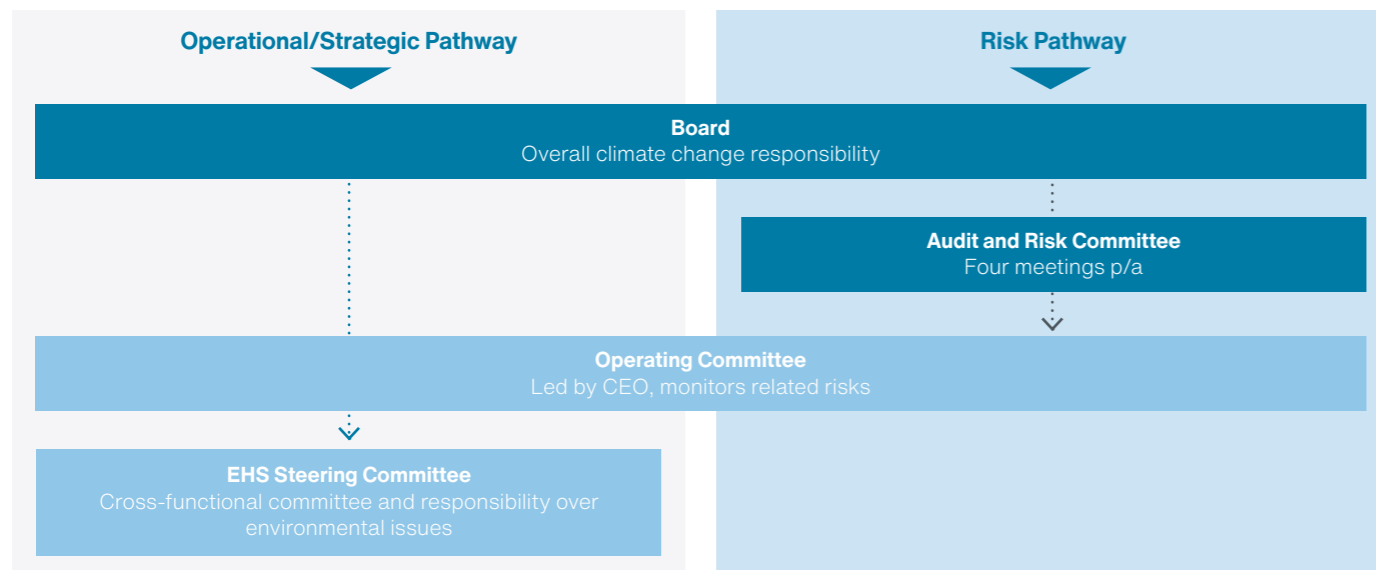 Operational/Strategic Pathway
Risk Pathway
Board
Overall climate change responsibility
Audit and Risk Committee
Four meetings p/a
Operating Committee
Led by CEO, monitors related risks
EHS Steering Committee
Cross-functional committee and responsibility over
environmental issues